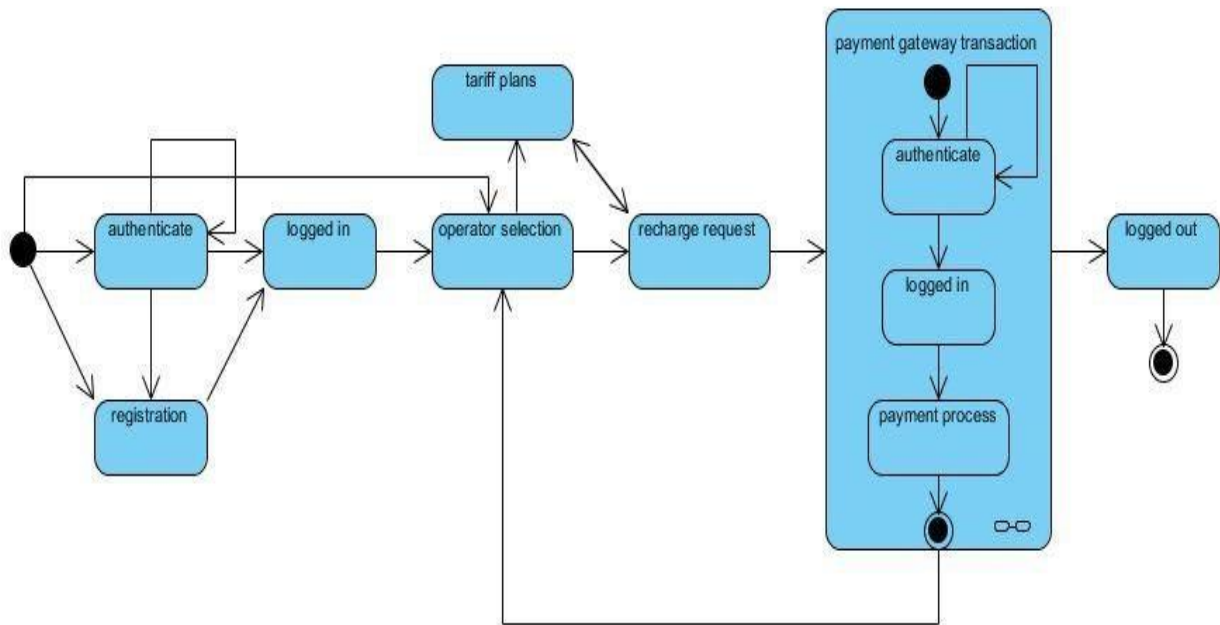 payment gateway transaction
tariff plans
authenticate
authenticate
logged in
operator selection
recharge request
logged out
logged in
registration
payment process